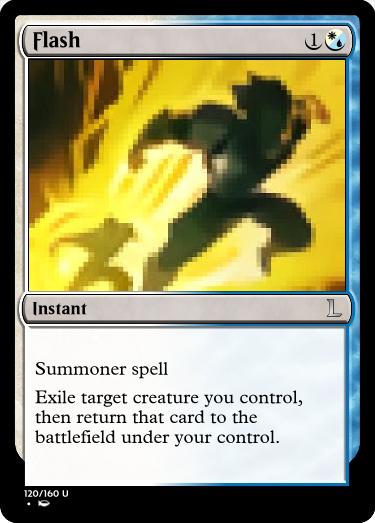 Flash 1
Instant L
Summoner spell
Exile target creature you control,
then return that card to the
battlefield under your control.
120/160 U